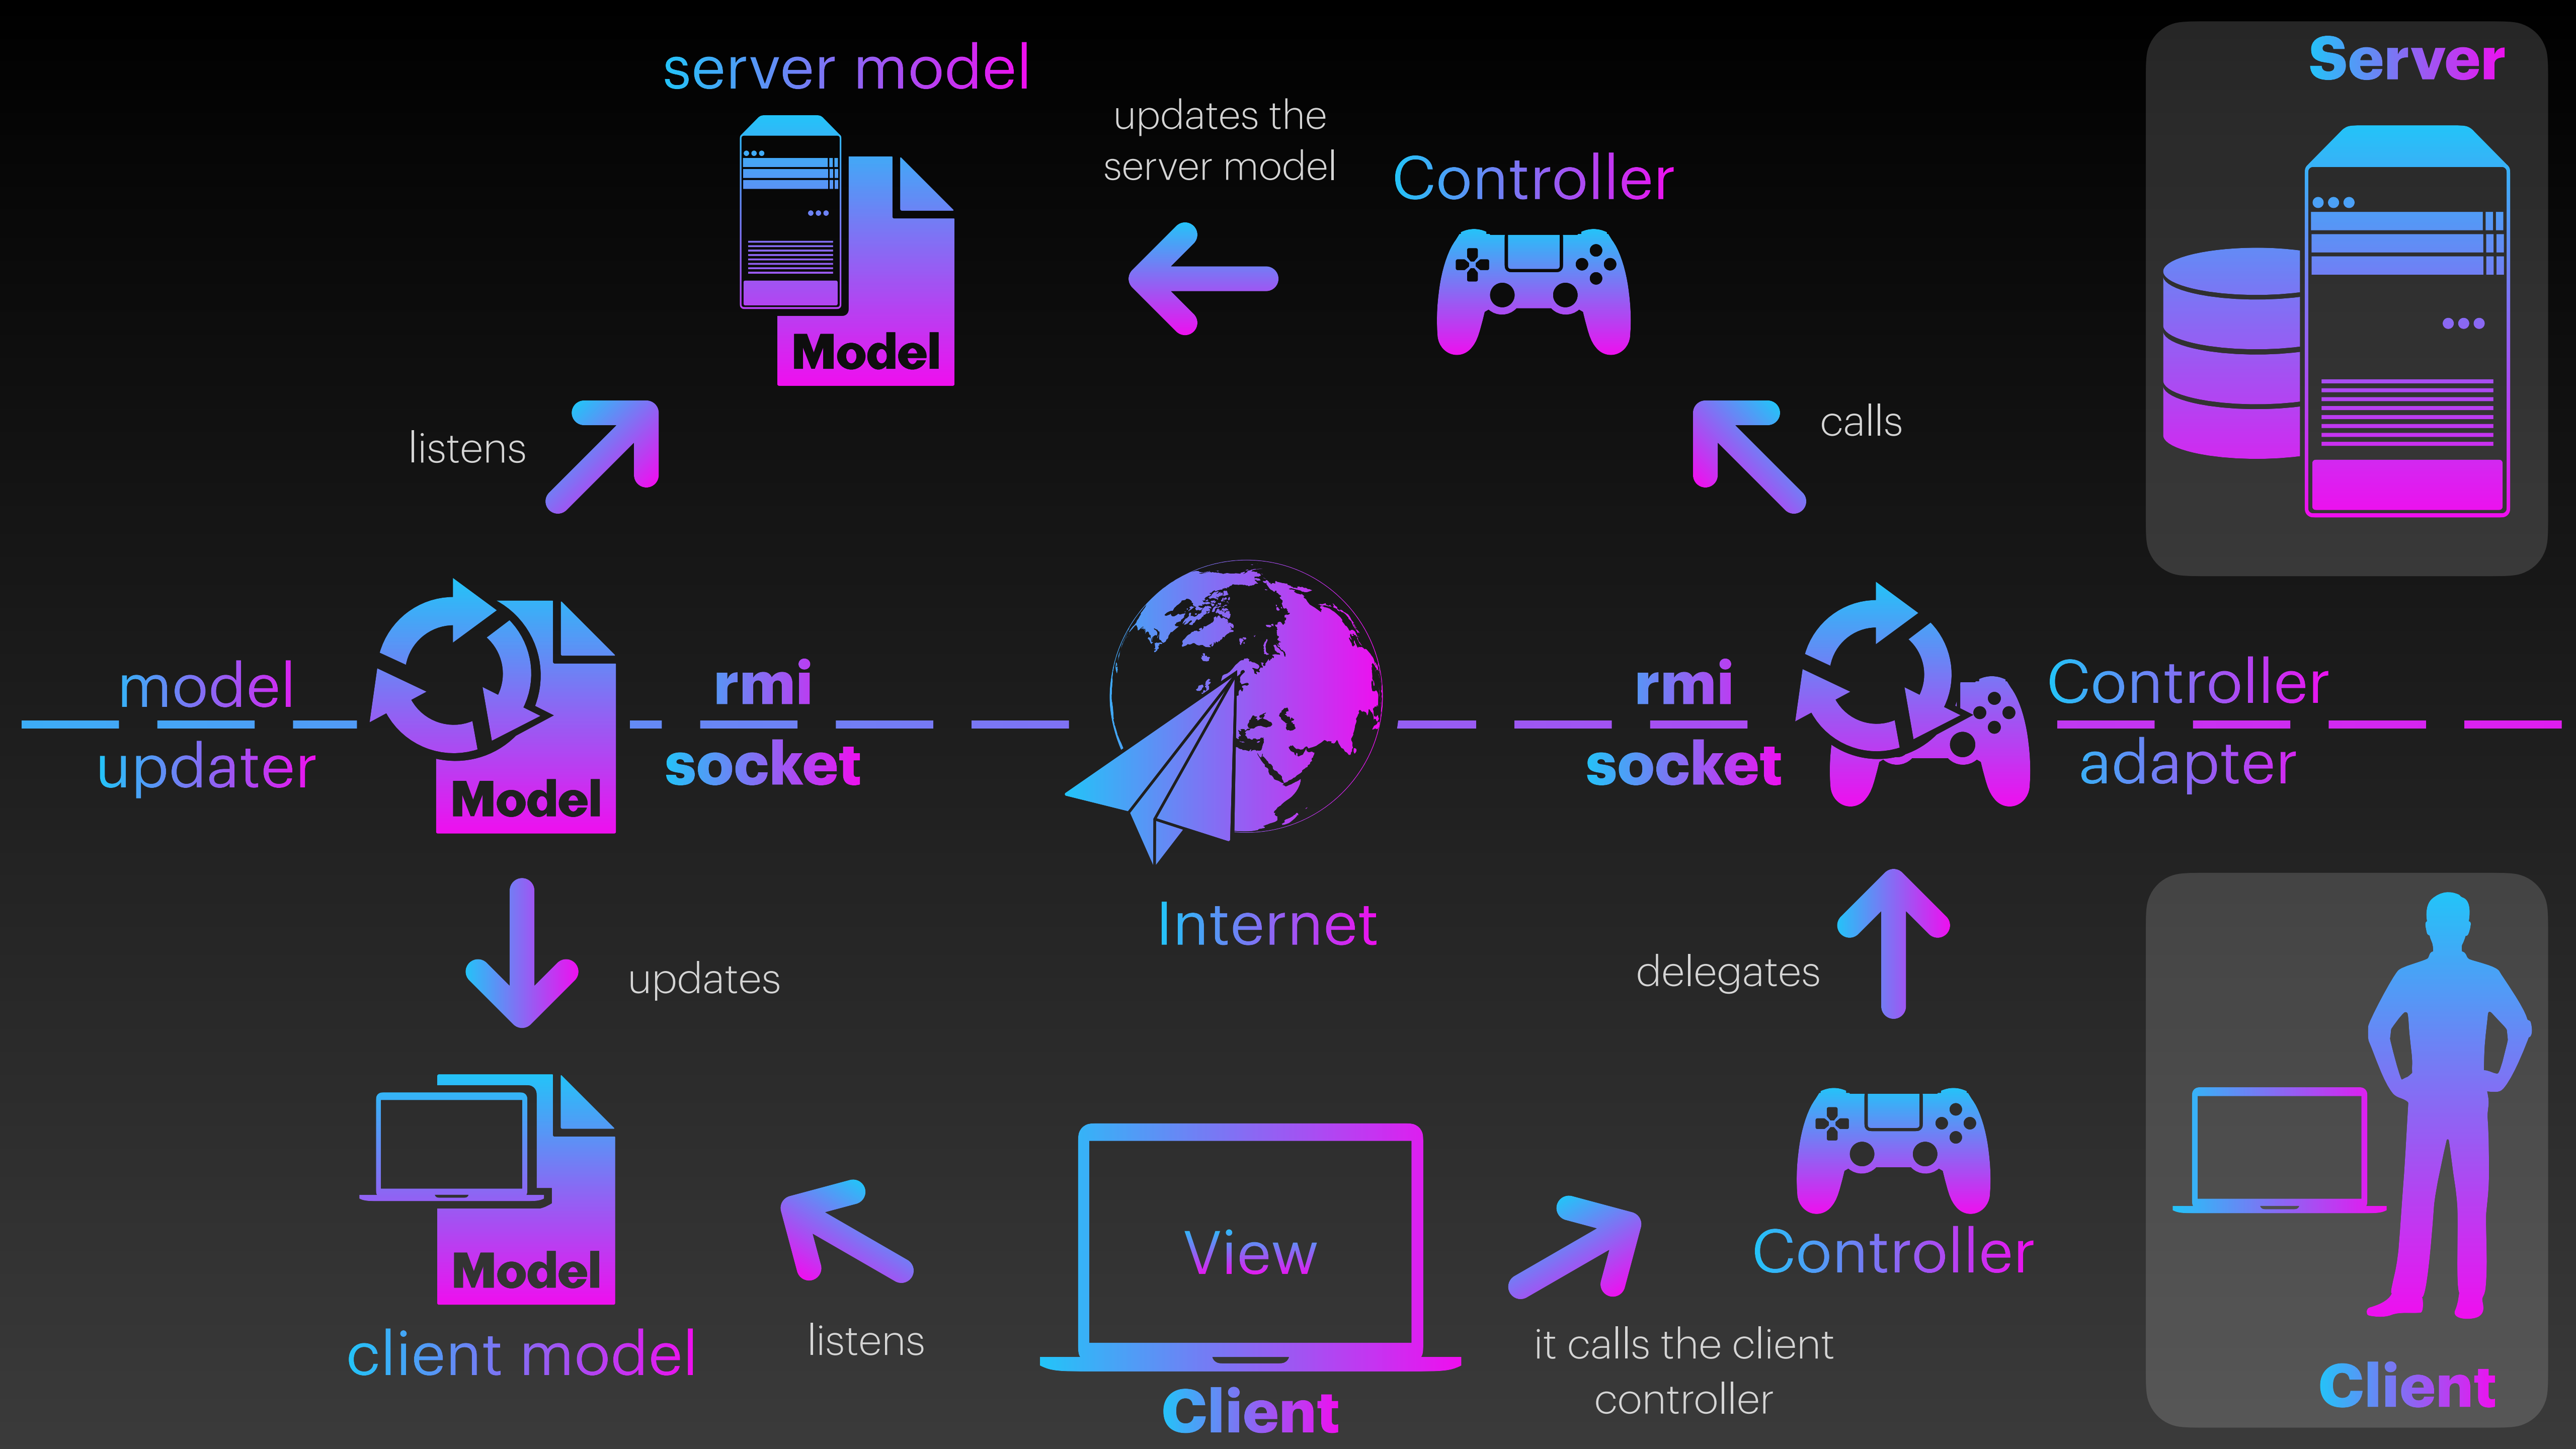 server model
updates the
server model
Controller
Server
Model
listens
calls
model
updater
Model
rmi
socket
Internet
rmi
socket
Controller
adapter
updates
delegates
Model
client model
listens
View
Client
Controller
it calls the client
controller
Client